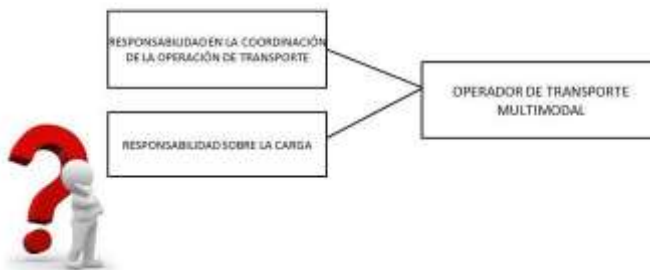 RESPONSABILIDAD EN LA COORDINACIÓN
DE LA OPERACIÓN DE TRANSPORTE
OPERADOR DE TRANSPORTE
MULTIMODAL
RESPONSABILIDAD SOBRE LA CARGA